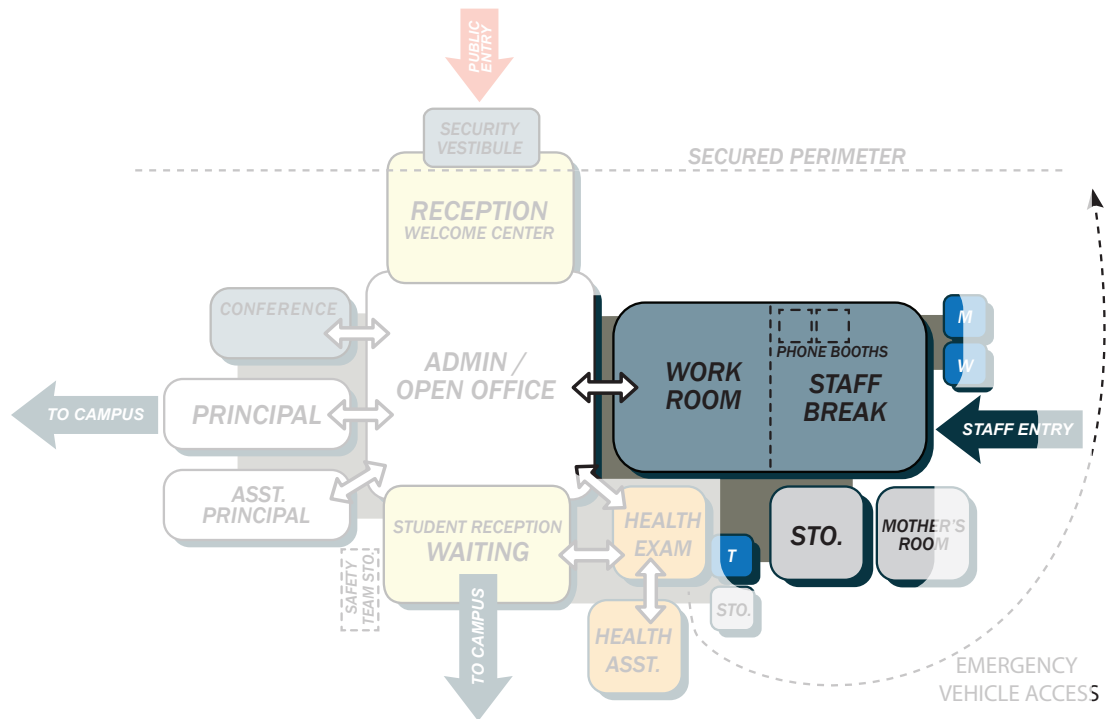 PUBLIC
ENTRY
SECURITY
VESTIBULE
SECURED PERIMETER
RECEPTION
WELCOME CENTER
CONFERENCE
ADMIN /
OPEN OFFICE
PHONE BOOTHS
WORK
ROOM
STAFF
BREAK
M
W
TO CAMPUS
PRINCIPAL
STAFF ENTRY
ASST.
PRINCIPAL
STUDENT RECEPTION
WAITING
HEALTH
EXAM
T
STO.
MOTHER'S
ROOM
SAFETY
TEAM STO.
STO.
TO CAMPUS
HEALTH
ASST.
EMERGENCY
VEHICLE ACCESS